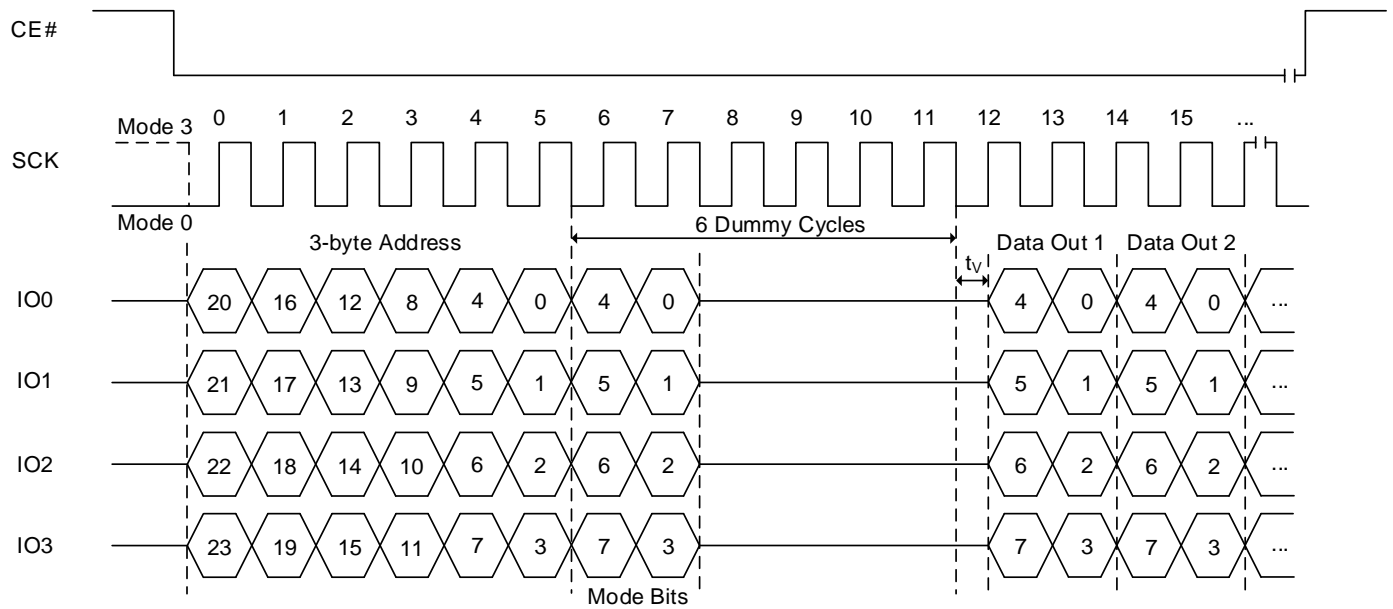 CE#
Mode 3
0 1 2 3 4 5 6 7 8 9 10 11 12 13 14 15 ...
SCK
Mode 0
6 Dummy Cycles
3-byte Address
Data Out 1 Data Out 2
tV
IO0 20 16 12 8 4 0 4 0 4 0 4 0 ...
IO1 21 17 13 9 5 1 5 1 5 1 5 1 ...
IO2 22 18 14 10 6 2 6 2 6 2 6 2 ...
IO3 23 19 15 11 7 3 7 3 7 3 7 3 ...
Mode Bits